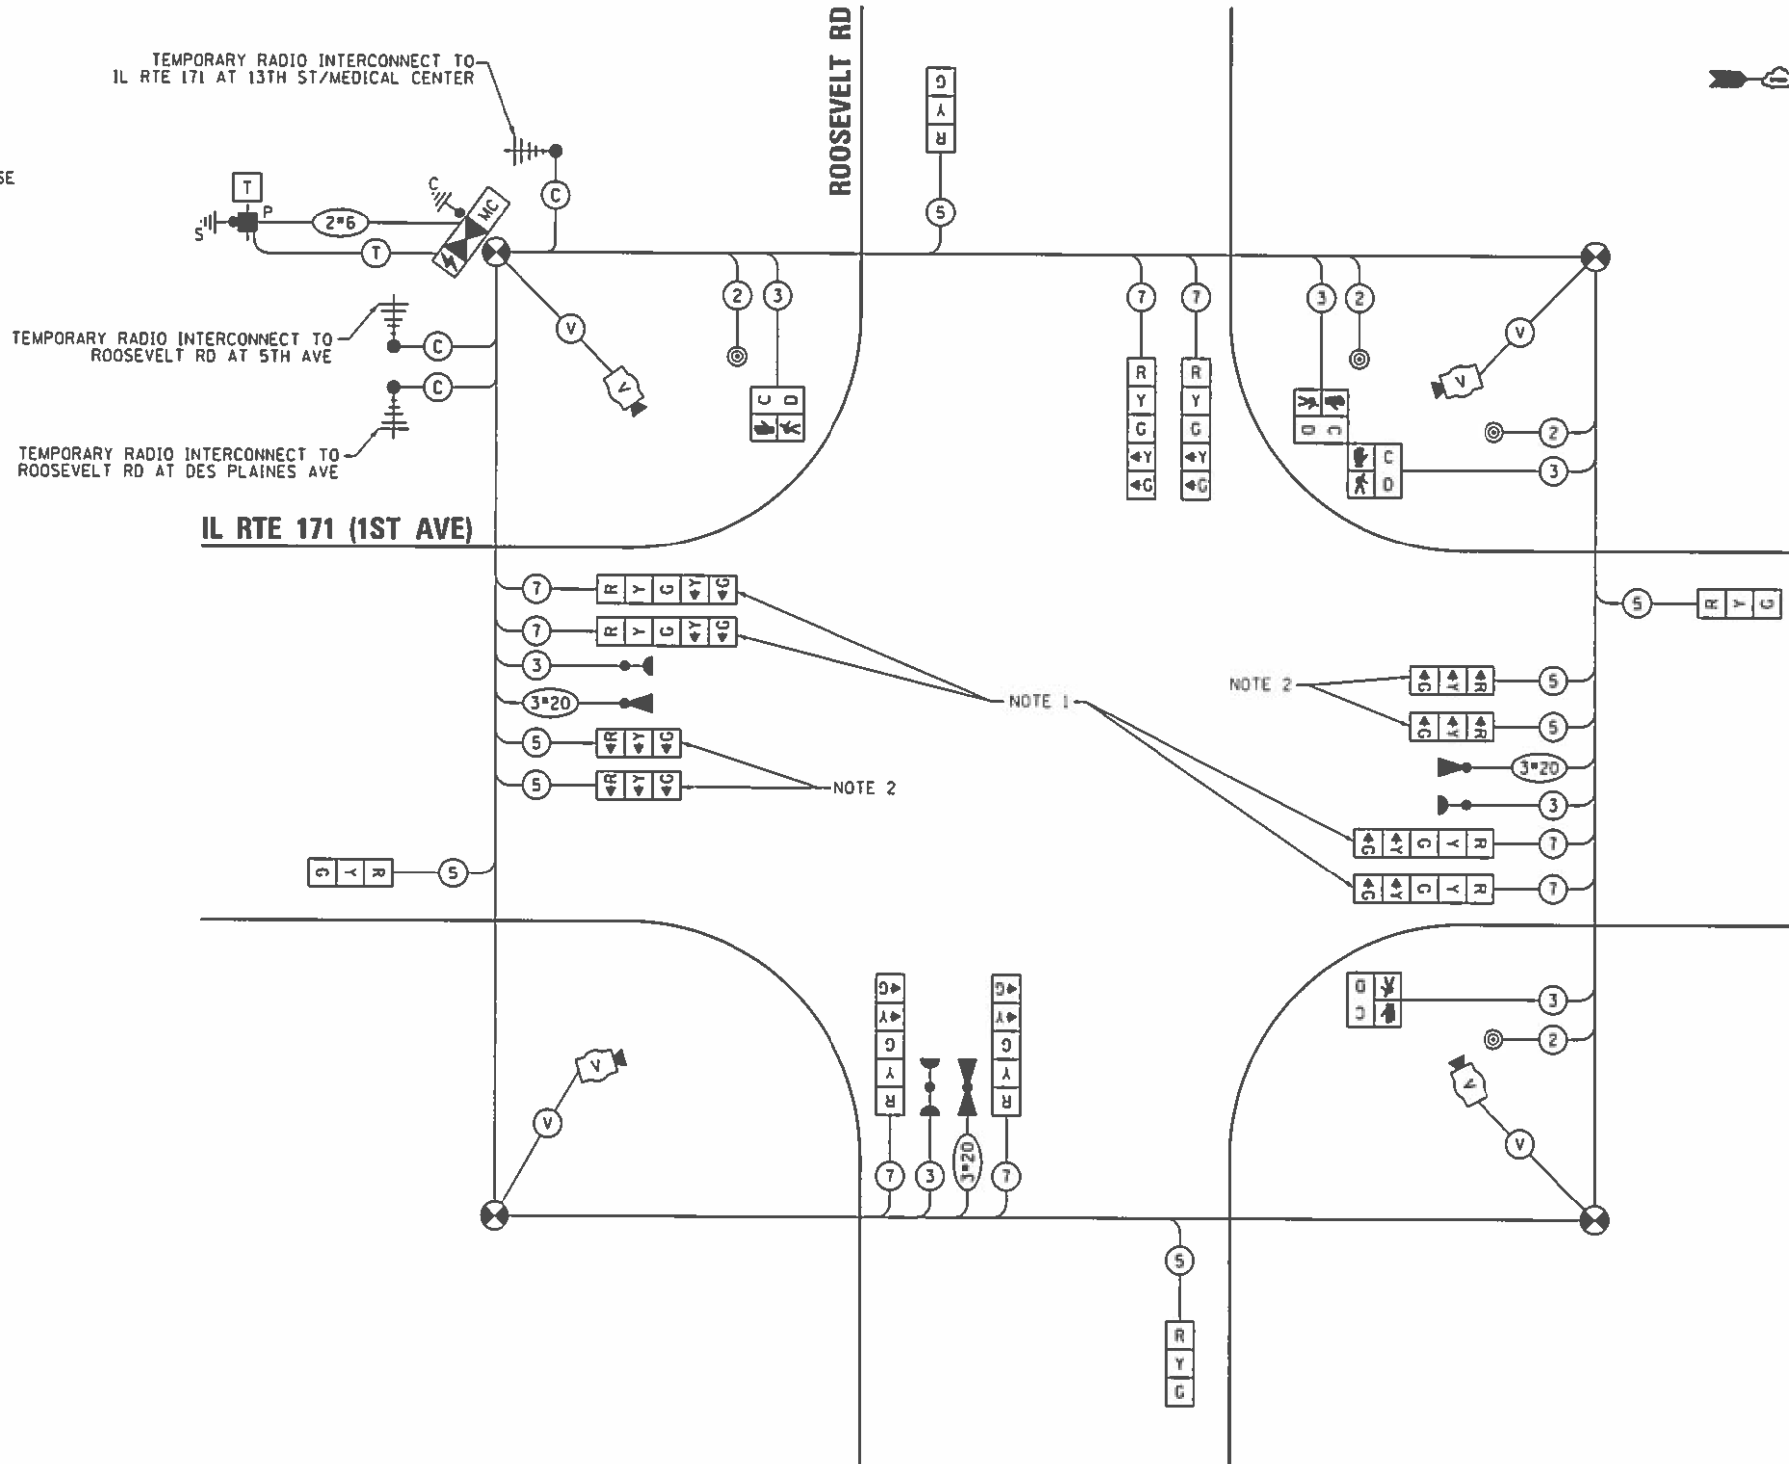 TEMPORARY RADIO INTERCONNECT TO
IL RTE 171 AT 13TH ST/MEDICAL CENTER
ROOSEVELT RD
G
Y
R
SE
T
C
MC
C
P
S
2#6
5
T
2
3
7
7
3
2
V
V
TEMPORARY RADIO INTERCONNECT TO
ROOSEVELT RD AT 5TH AVE
C
C
V
V
C D
R
Y
G
Y
G
R
Y
G
Y
G
D C
2
C
D
3
TEMPORARY RADIO INTERCONNECT TO
ROOSEVELT RD AT DES PLAINES AVE
IL RTE 171 (1ST AVE)
7 R Y G Y G
7 R Y G Y G
3
3#20
5 R Y G
5 R Y G
NOTE 1
NOTE 2
5 R Y G
NOTE 2
G Y R 5
G Y R 5
3#20
3
G Y G Y R 7
G Y G Y R 7
G Y R 5
G
Y
G
Y
R
G
Y
G
Y
R
D
C
3
2
V
V
V
V
7
3
3#20
7
5
R
Y
G